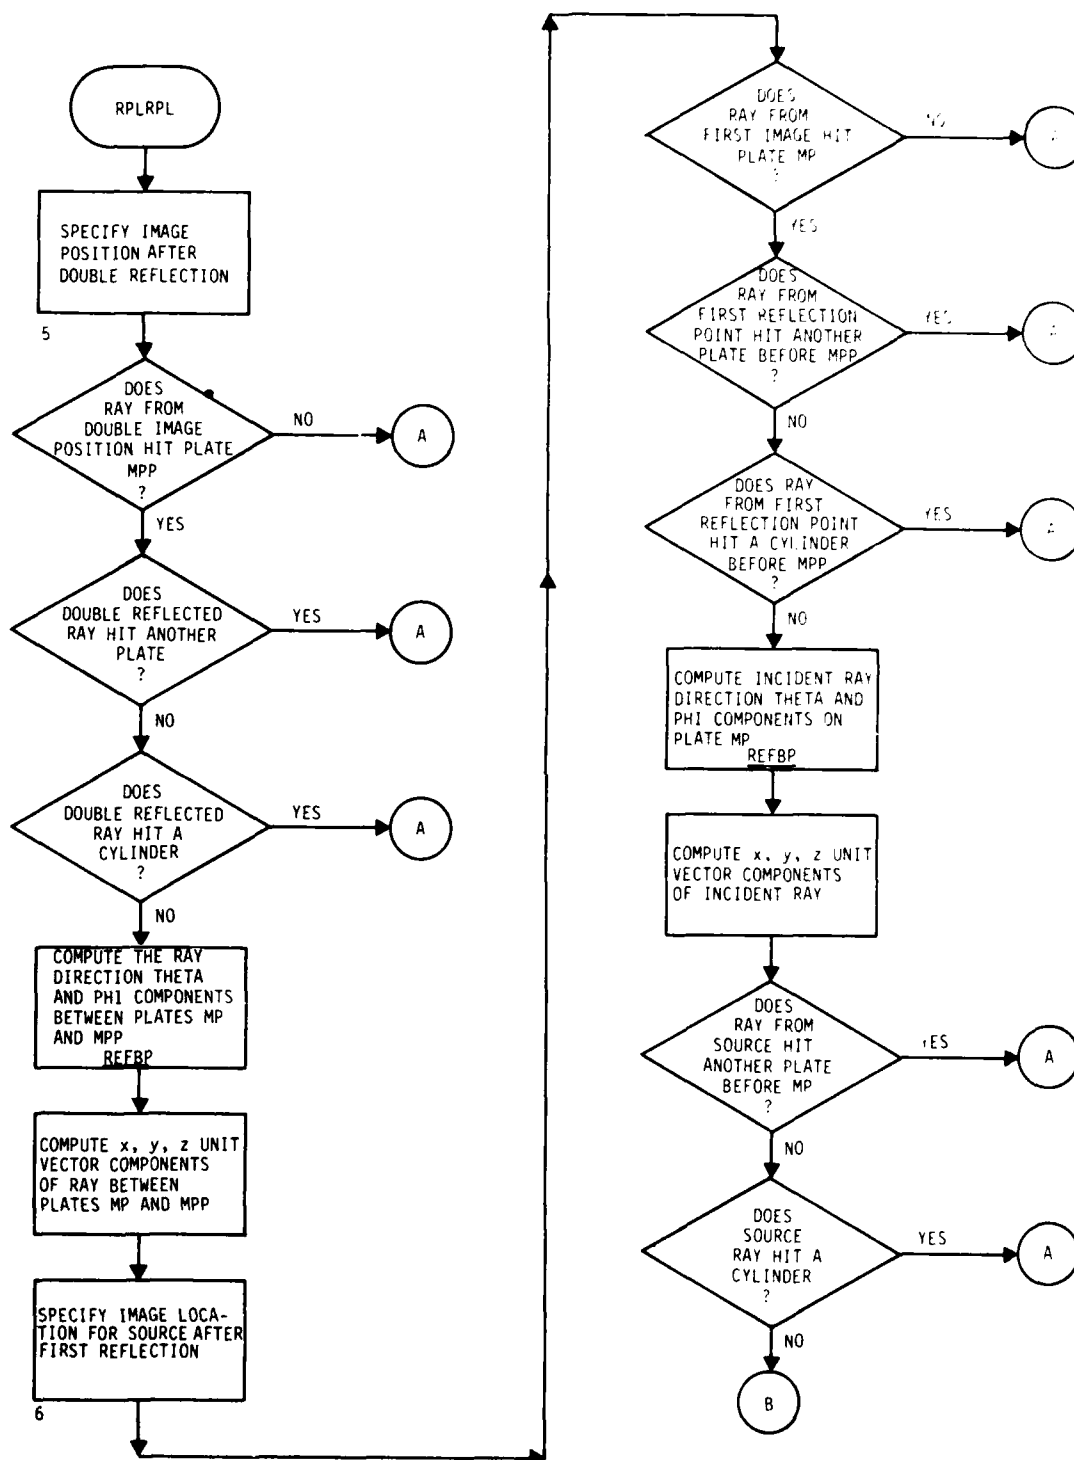 RPLRPL
SPECIFY IMAGE
POSITION AFTER
DOUBLE REFLECTION
5
DOES
RAY FROM
DOUBLE IMAGE
POSITION HIT PLATE
MPP
?
NO
A
YES
DOES
DOUBLE REFLECTED
RAY HIT ANOTHER
PLATE
?
YES
A
NO
DOES
DOUBLE REFLECTED
RAY HIT A
CYLINDER
?
YES
A
NO
COMPUTE THE RAY
DIRECTION THETA
AND PHI COMPONENTS
BETWEEN PLATES MP
AND MPP
REFBP
COMPUTE x, y, z UNIT
VECTOR COMPONENTS
OF RAY BETWEEN
PLATES MP AND MPP
SPECIFY IMAGE LOCA-
TION FOR SOURCE AFTER
FIRST REFLECTION
6
DOES
RAY FROM
FIRST IMAGE HIT
PLATE MP
?
NO
A
YES
DOES
RAY FROM
FIRST REFLECTION
POINT HIT ANOTHER
PLATE BEFORE MPP
?
YES
A
NO
DOES RAY
FROM FIRST
REFLECTION POINT
HIT A CYLINDER
BEFORE MPP
?
YES
A
NO
COMPUTE INCIDENT RAY
DIRECTION THETA AND
PHI COMPONENTS ON
PLATE MP
REFBP
COMPUTE x, y, z UNIT
VECTOR COMPONENTS
OF INCIDENT RAY
DOES
RAY FROM
SOURCE HIT
ANOTHER PLATE
BEFORE MP
?
YES
A
NO
DOES
SOURCE
RAY HIT A
CYLINDER
?
YES
A
NO
B